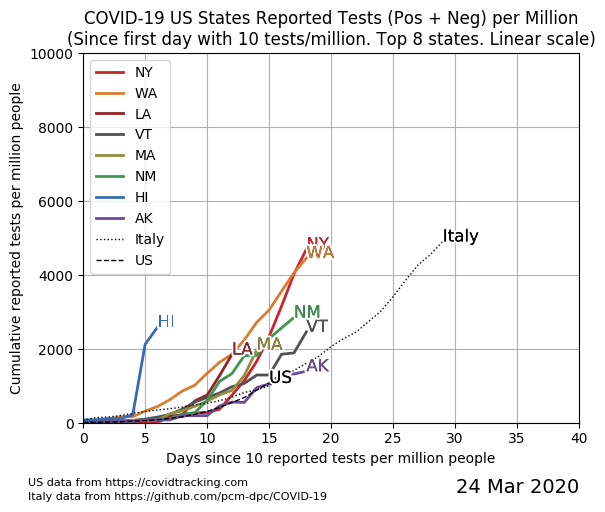 COVID-19 US States Reported Tests (Pos + Neg) per Million
(Since first day with 10 tests/million. Top 8 states. Linear scale)
10000
8000
6000
4000
2000
0
Cumulative reported tests per million people
NY
WA
LA
VT
MA
NM
HI
AK
Italy
US
NY
WA
Italy
HI
NM
VT
LA
MA
AK
US
0 5 10 15 20 25 30 35 40
Days since 10 reported tests per million people
US data from https://covidtracking.com
Italy data from https://github.com/pcm-dpc/COVID-19
24 Mar 2020